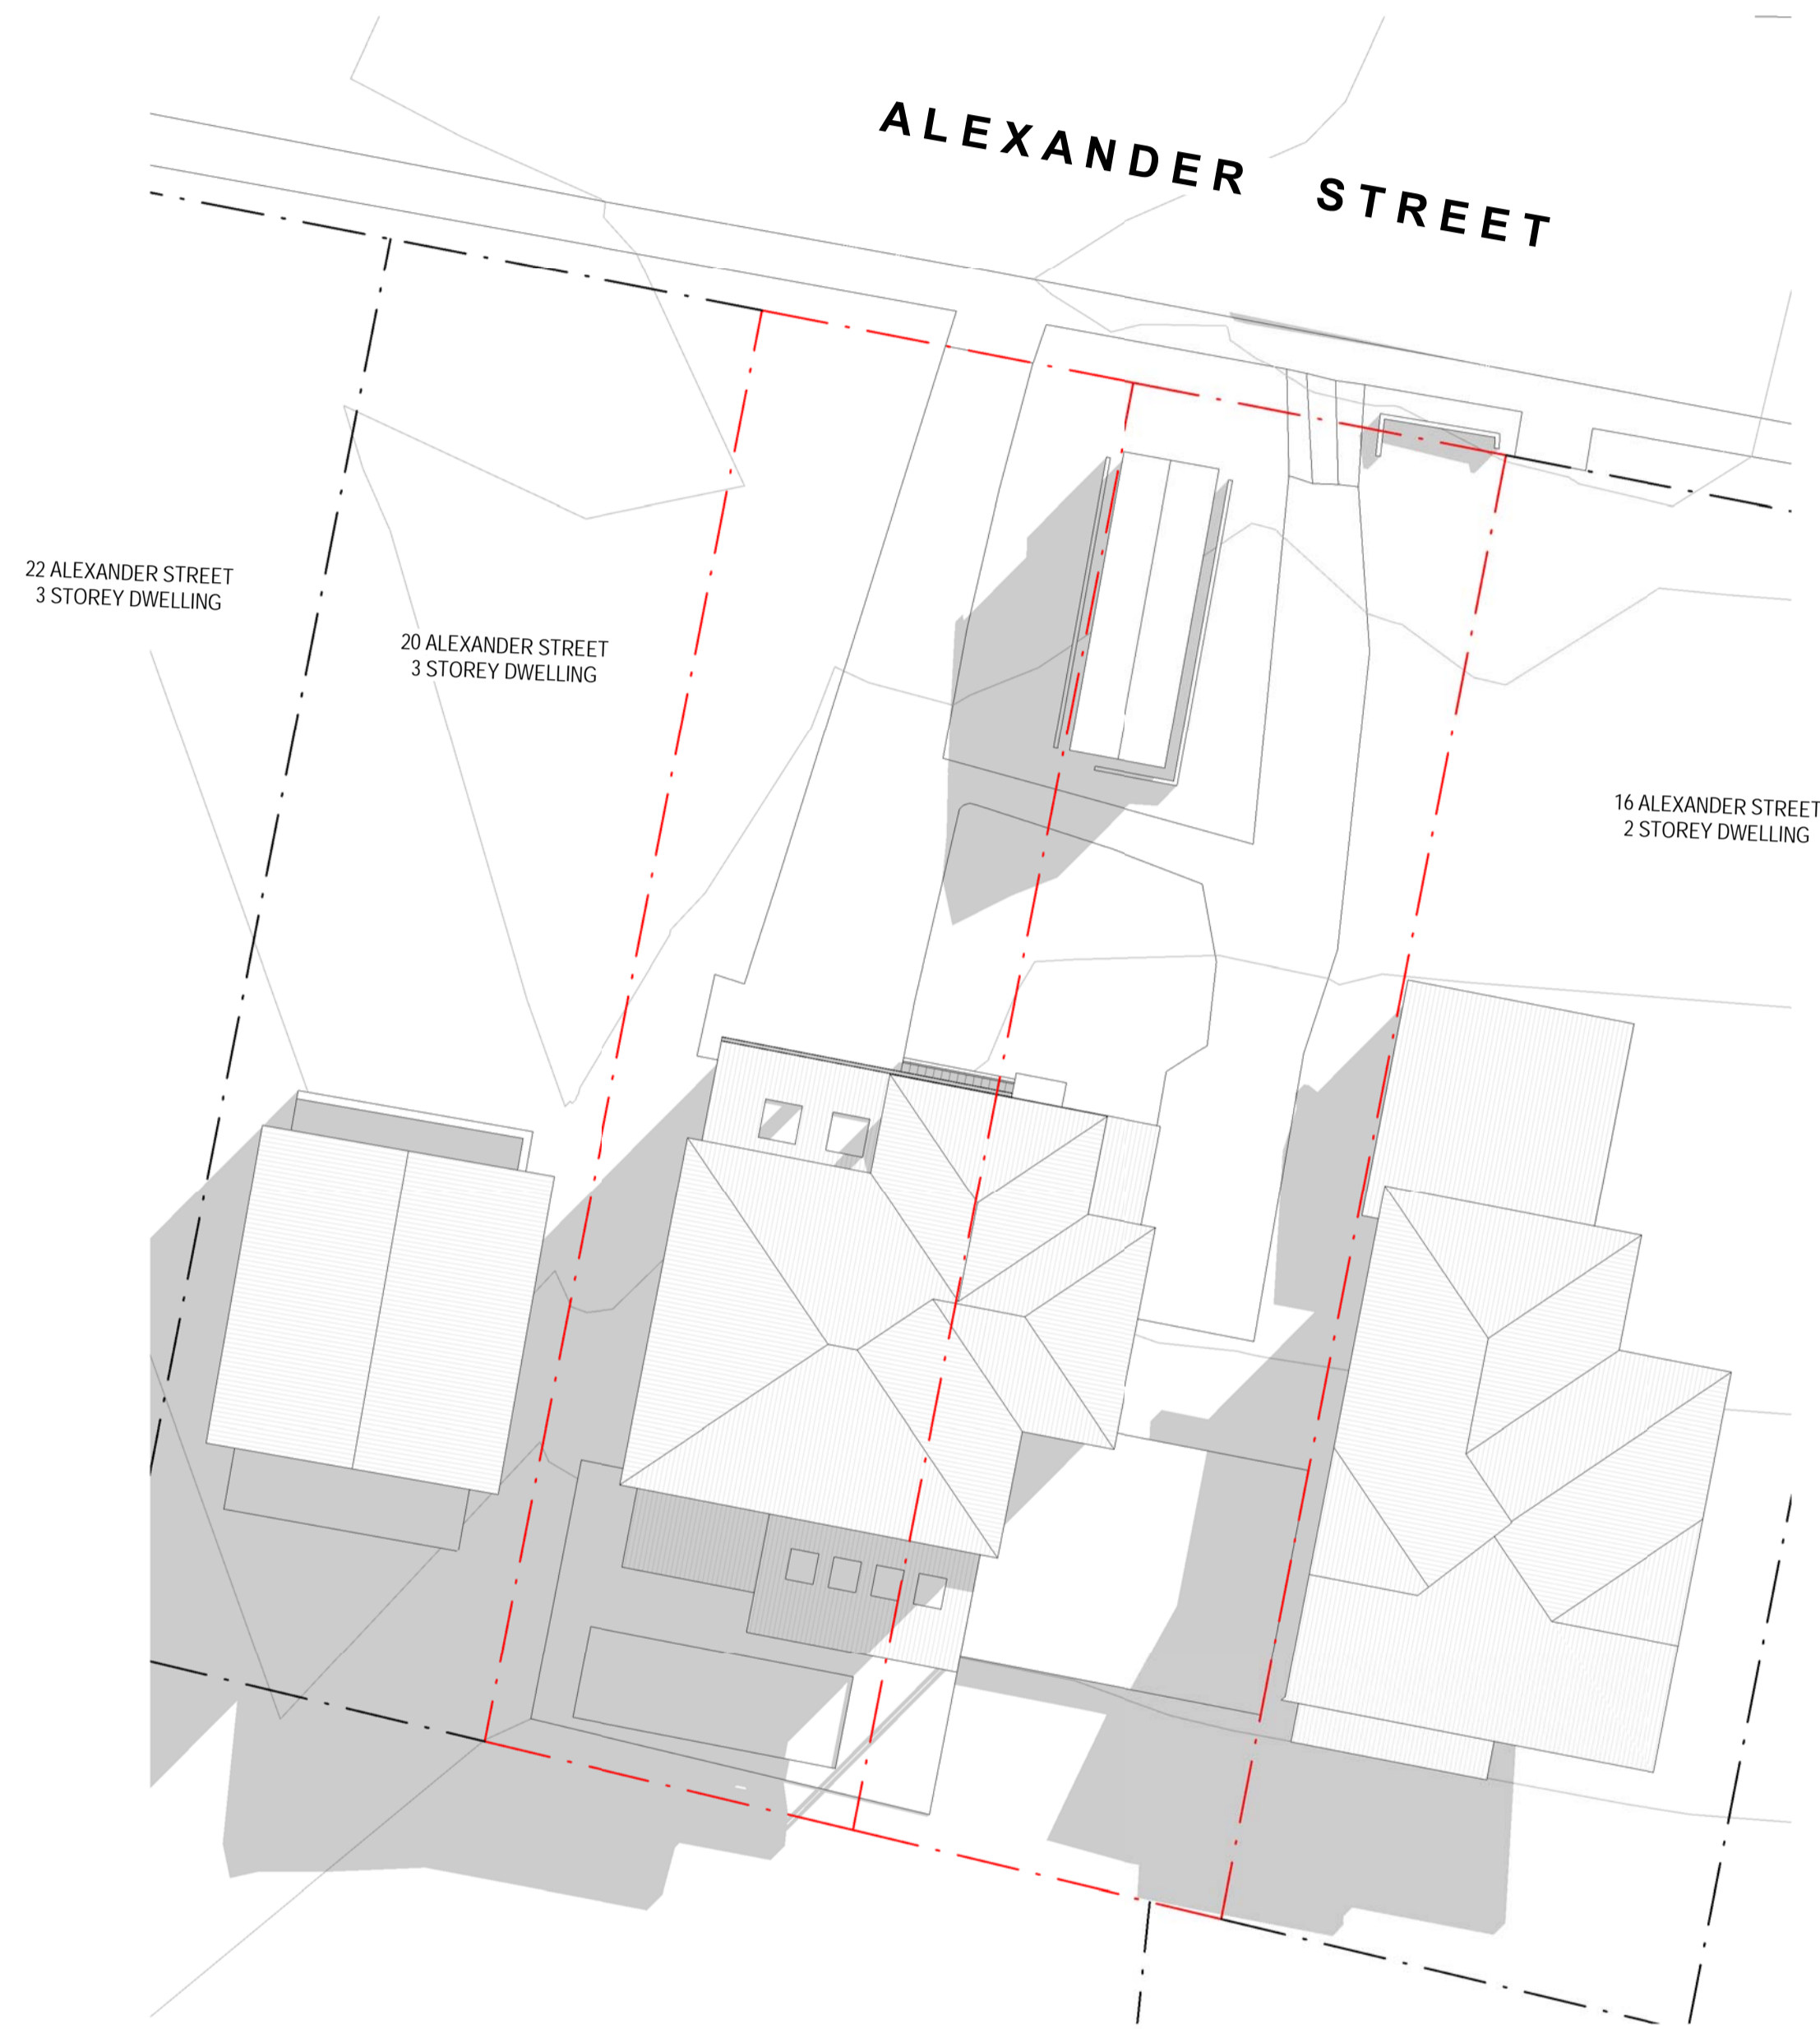 ALEXANDER STREET
22 ALEXANDER STREET
3 STOREY DWELLING
20 ALEXANDER STREET
3 STOREY DWELLING
16 ALEXANDER STREET
2 STOREY DWELLING